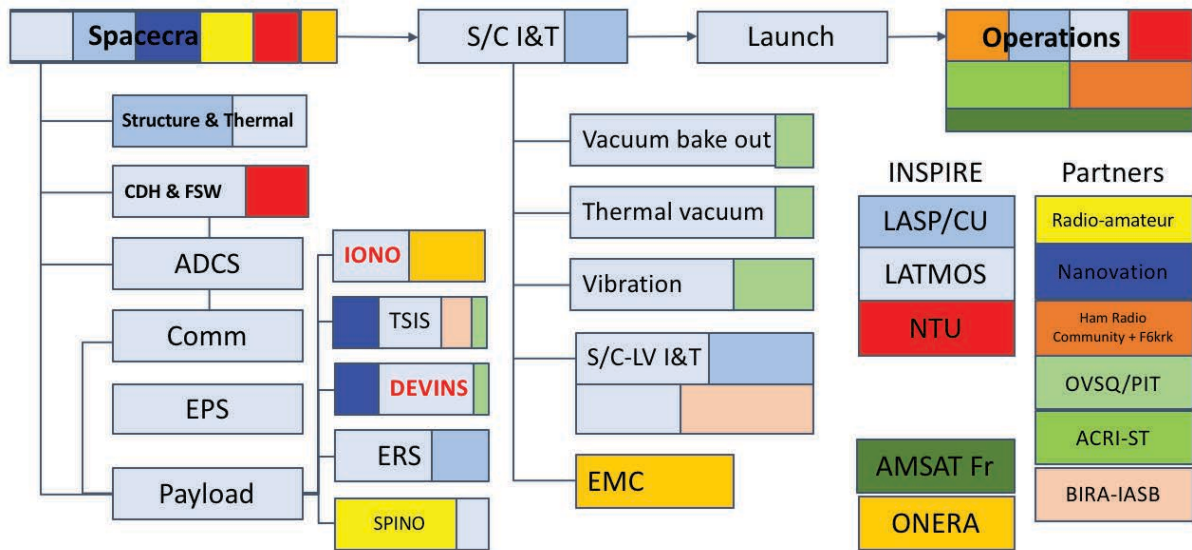 Spacecra
S/C I&T
Launch
Operations
Structure & Thermal
CDH & FSW
ADCS
Comm
EPS
Payload
IONO
TSIS
DEVINS
ERS
SPINO
Vacuum bake out
Thermal vacuum
Vibration
S/C-LV I&T
EMC
INSPIRE
LASP/CU
LATMOS
NTU
AMSAT Fr
ONERA
Partners
Radio-amateur
Nanovation
Ham Radio
Community + F6krk
OVSQ/PIT
ACRI-ST
BIRA-IASB